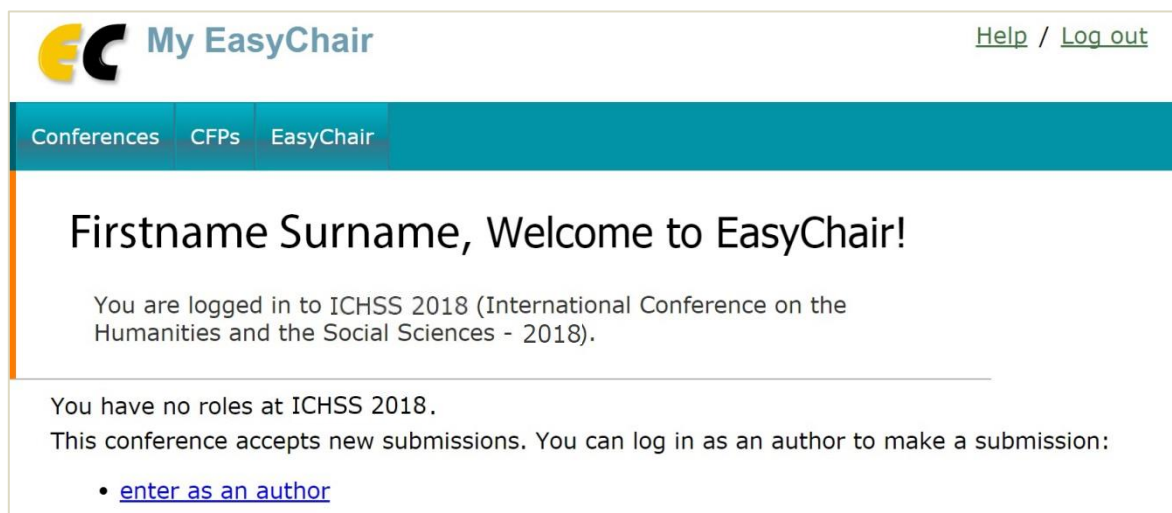 EC My EasyChair
Help / Log out
Conferences CFPs EasyChair
Firstname Surname, Welcome to EasyChair!
You are logged in to ICHSS 2018 (International Conference on the
Humanities and the Social Sciences - 2018).
You have no roles at ICHSS 2018.
This conference accepts new submissions. You can log in as an author to make a submission:
• enter as an author